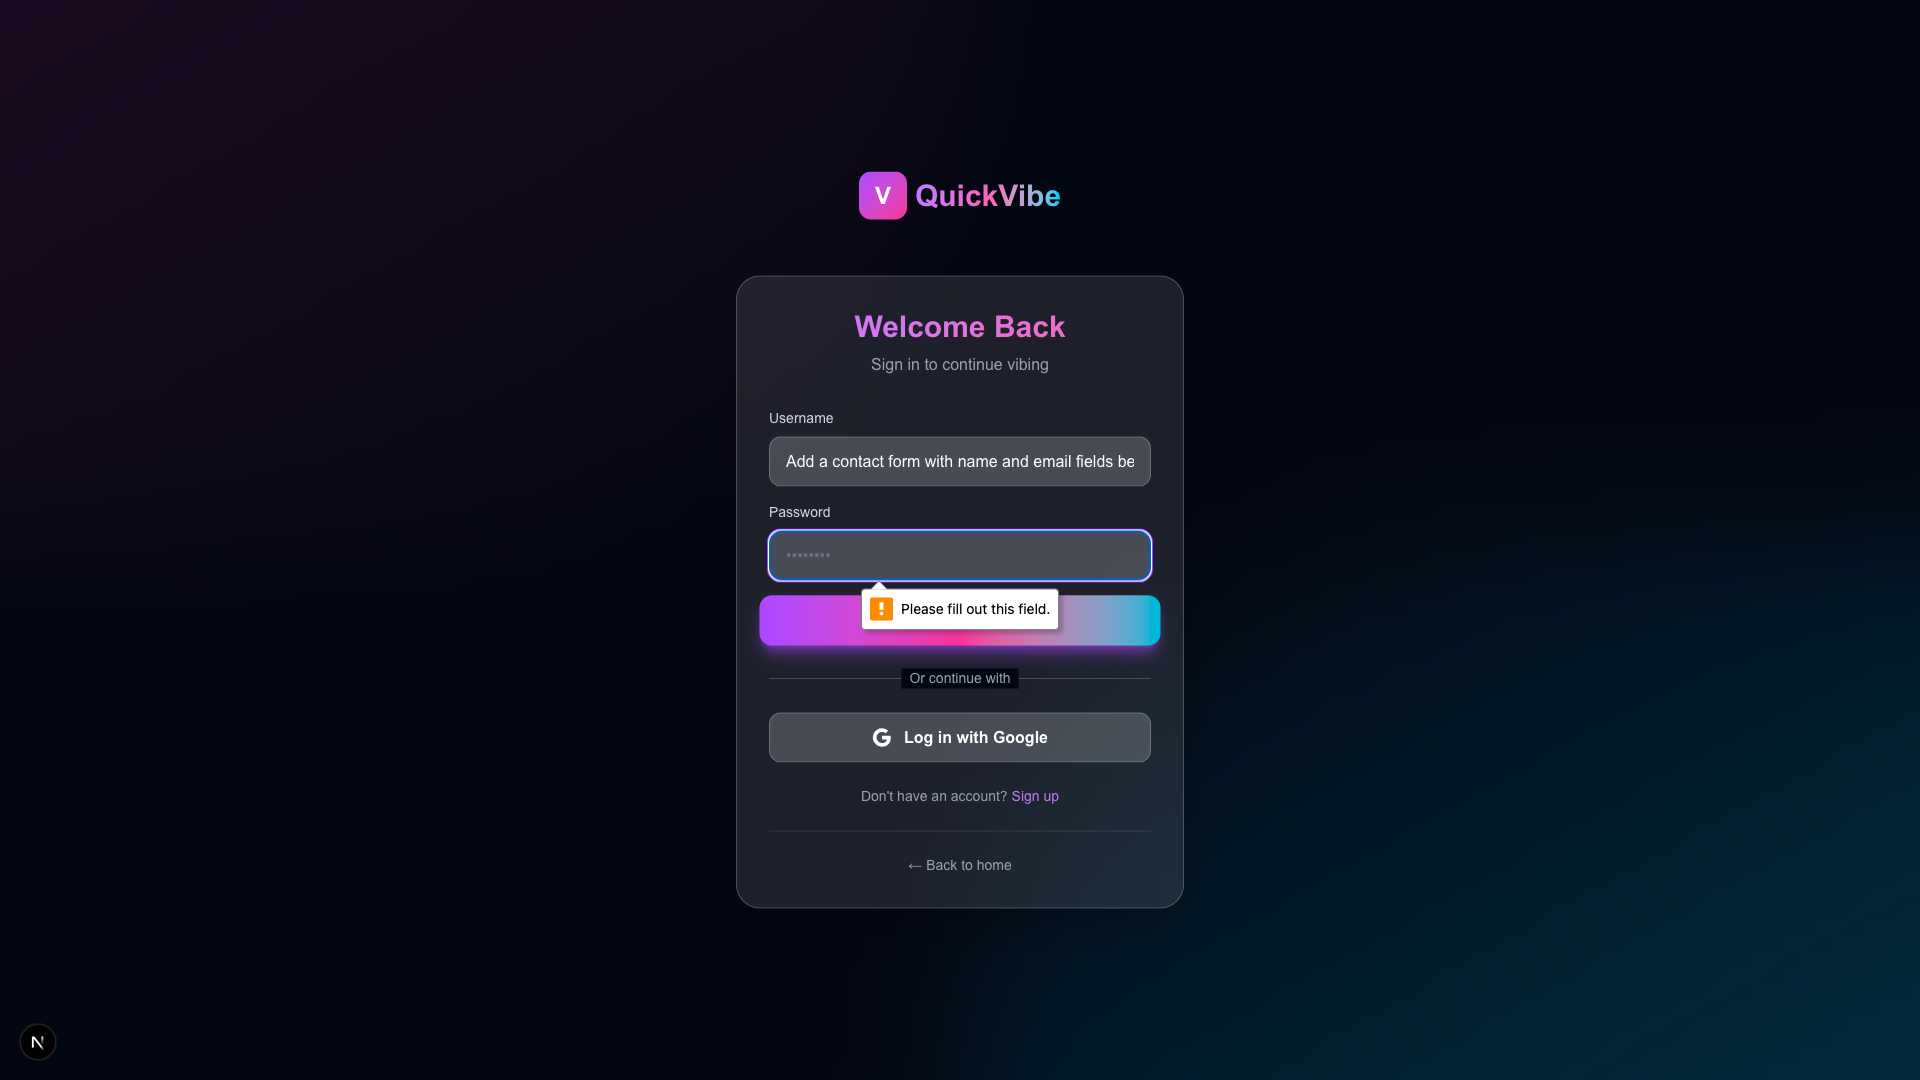 V QuickVibe
Welcome Back
Sign in to continue vibing
Username
Add a contact form with name and email fields be
Password
••••••••
! Please fill out this field.
Or continue with
G Log in with Google
Don't have an account? Sign up
← Back to home
N